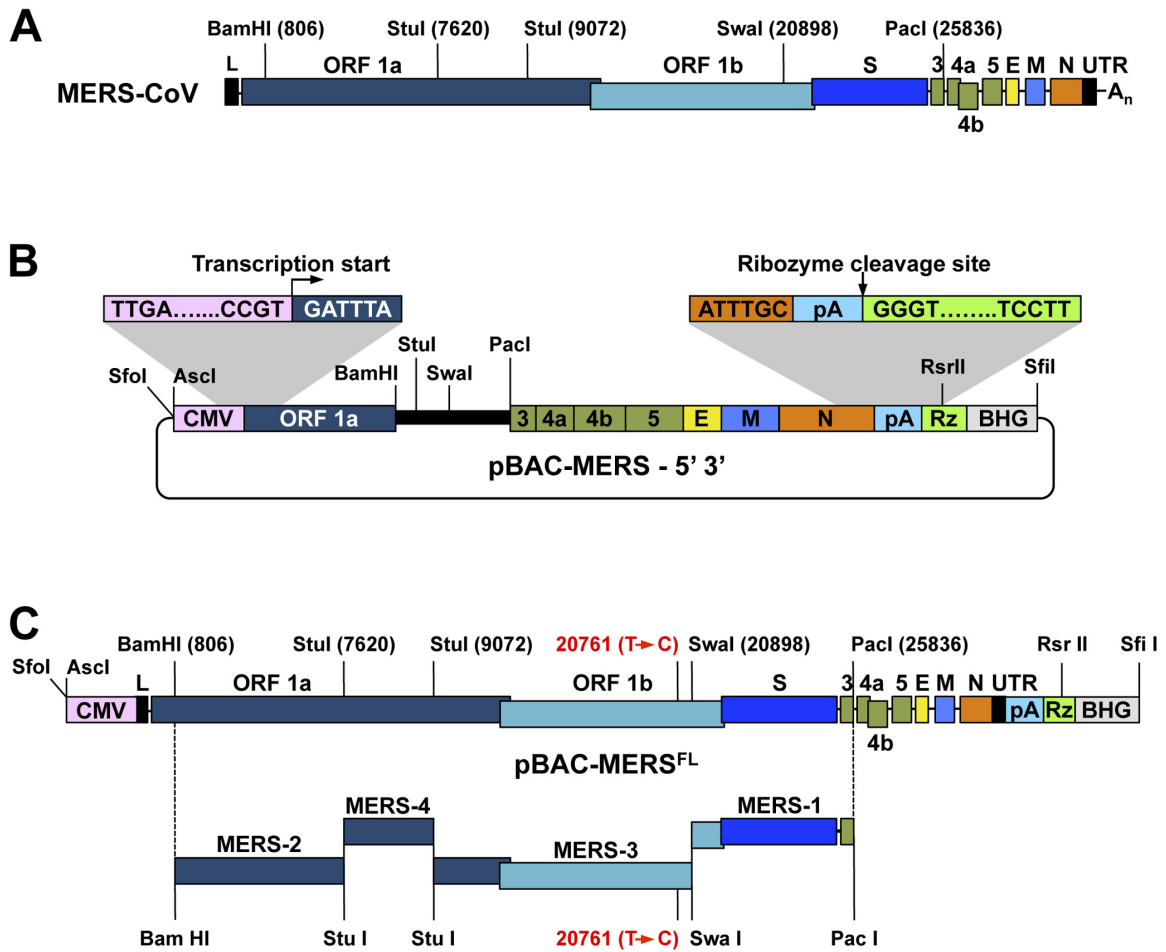 A
BamHI (806) StuI (7620) StuI (9072) SwaI (20898) PacI (25836)
L ORF 1a ORF 1b S 3 4a 5 E M N UTR
MERS-CoV An
4b
B
Transcription start Ribozyme cleavage site
TTGA…....CCGT GATTTA ATTTGC pA GGGT……..TCCTT
StuI PacI
SfoI AscI BamHI SwaI RsrII SfiI
CMV ORF 1a 3 4a 4b 5 E M N pA Rz BHG
pBAC-MERS - 5’ 3’
C
BamHI (806) StuI (7620) StuI (9072) 20761 (T→C) SwaI (20898) PacI (25836) Rsr II Sfi I
SfoI AscI L ORF 1a ORF 1b S 3 4a 5 E M N UTR
CMV pA Rz BHG
4b
pBAC-MERSFL
MERS-4 MERS-1
MERS-2 MERS-3
Bam HI Stu I Stu I 20761 (T→C) Swa I Pac I